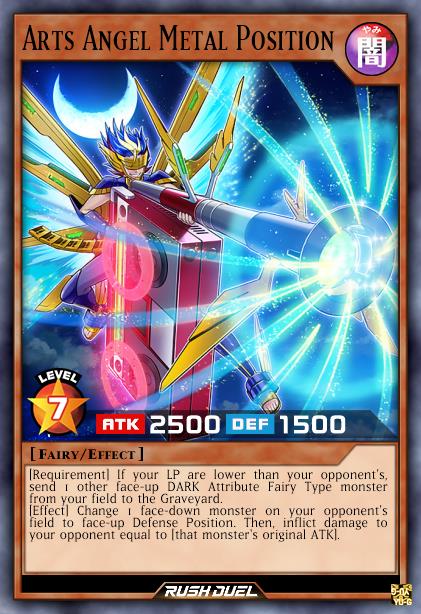 ARTS ANGEL METAL POSITION
やみ
闇
LEVEL
7
ATK 2500 DEF 1500
[FAIRY/EFFECT]
[Requirement] If your LP are lower than your opponent's,
send 1 other face-up DARK Attribute Fairy Type monster
from your field to the Graveyard.
[Effect] Change 1 face-down monster on your opponent's
field to face-up Defense Position. Then, inflict damage to
your opponent equal to [that monster's original ATK].
RUSH DUEL